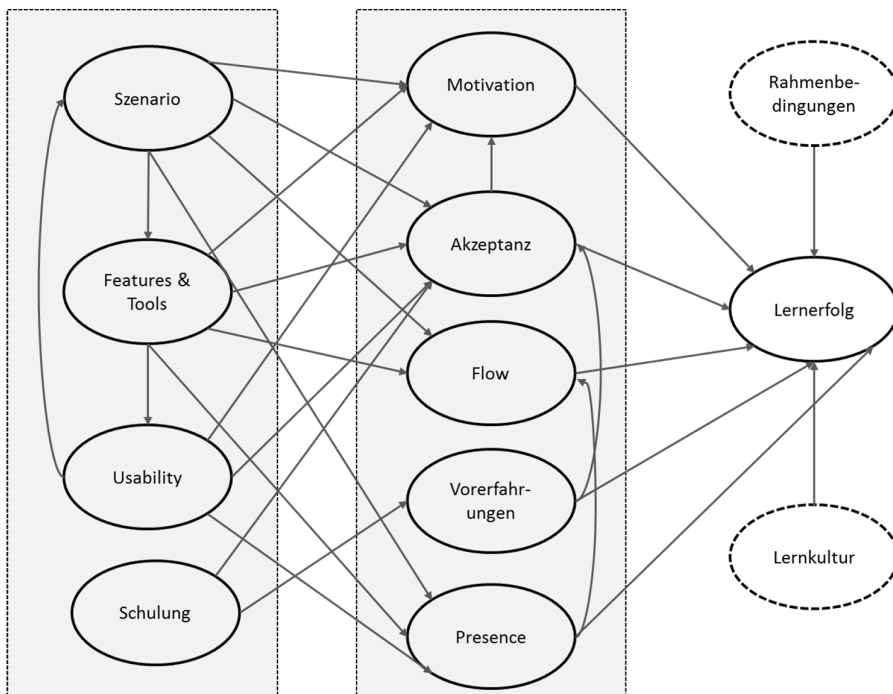 Szenario
Features &
Tools
Usability
Schulung
Motivation
Akzeptanz
Flow
Vorerfahr-
ungen
Presence
Rahmenbe-
dingungen
Lernerfolg
Lernkultur